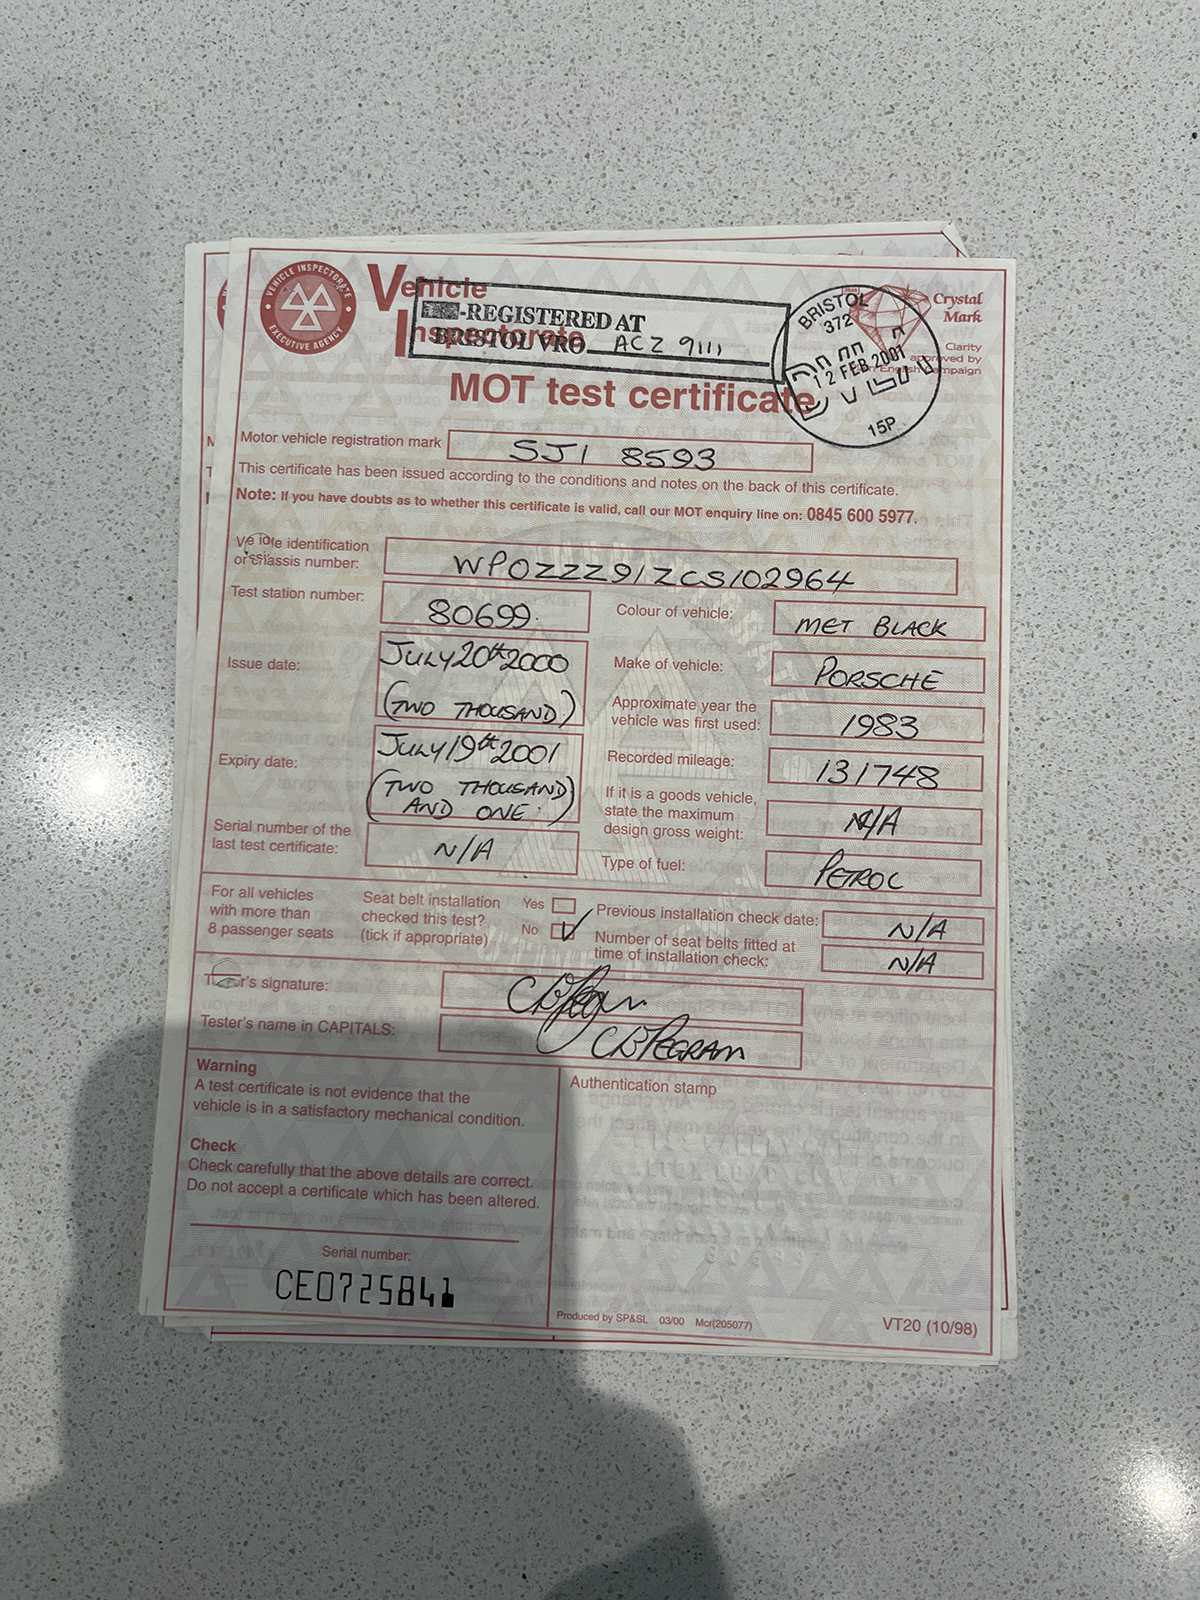 VEHICLE INSPECTORATE
EXECUTIVE AGENCY
Vehicle
Inspectorate
-REGISTERED AT
BRISTOL VRO ACZ 9111
BRISTOL
372
12 FEB 2001
15P
Crystal
Mark
Clarity
approved by
MOT test certificate
Motor vehicle registration mark SJI 8593
This certificate has been issued according to the conditions and notes on the back of this certificate.
Note: If you have doubts as to whether this certificate is valid, call our MOT enquiry line on: 0845 600 5977.
Vehicle identification
or chassis number: WPOZZZ91ZCS102964
Test station number: 80699
Colour of vehicle: MET BLACK
Issue date: JULY 20th 2000
(TWO THOUSAND)
Make of vehicle: PORSCHE
Approximate year the
vehicle was first used: 1983
Expiry date: JULY 19th 2001
(TWO THOUSAND
AND ONE.)
Recorded mileage: 131748
If it is a goods vehicle,
state the maximum
design gross weight: N/A
Serial number of the
last test certificate: N/A
Type of fuel: PETROL
For all vehicles
with more than
8 passenger seats
Seat belt installation
checked this test?
(tick if appropriate)
Yes
No
Previous installation check date: N/A
Number of seat belts fitted at
time of installation check: N/A
Tester's signature:
Tester's name in CAPITALS: C B PEGRAM
Warning
A test certificate is not evidence that the
vehicle is in a satisfactory mechanical condition.
Check
Check carefully that the above details are correct.
Do not accept a certificate which has been altered.
Serial number:
CE0725841
Authentication stamp
Produced by SP&SL 03/00 Mcr(205077)
VT20 (10/98)